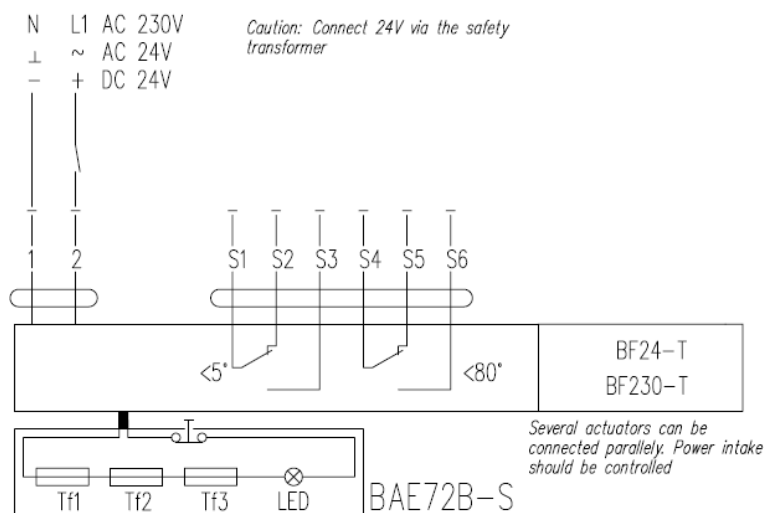 N L1 AC 230V
⊥ ~ AC 24V
− + DC 24V
Caution: Connect 24V via the safety
transformer
1 2 S1 S2 S3 S4 S5 S6
<5° <80°
BF24-T
BF230-T
Several actuators can be
connected parallely. Power intake
should be controlled
Tf1 Tf2 Tf3 LED BAE72B-S